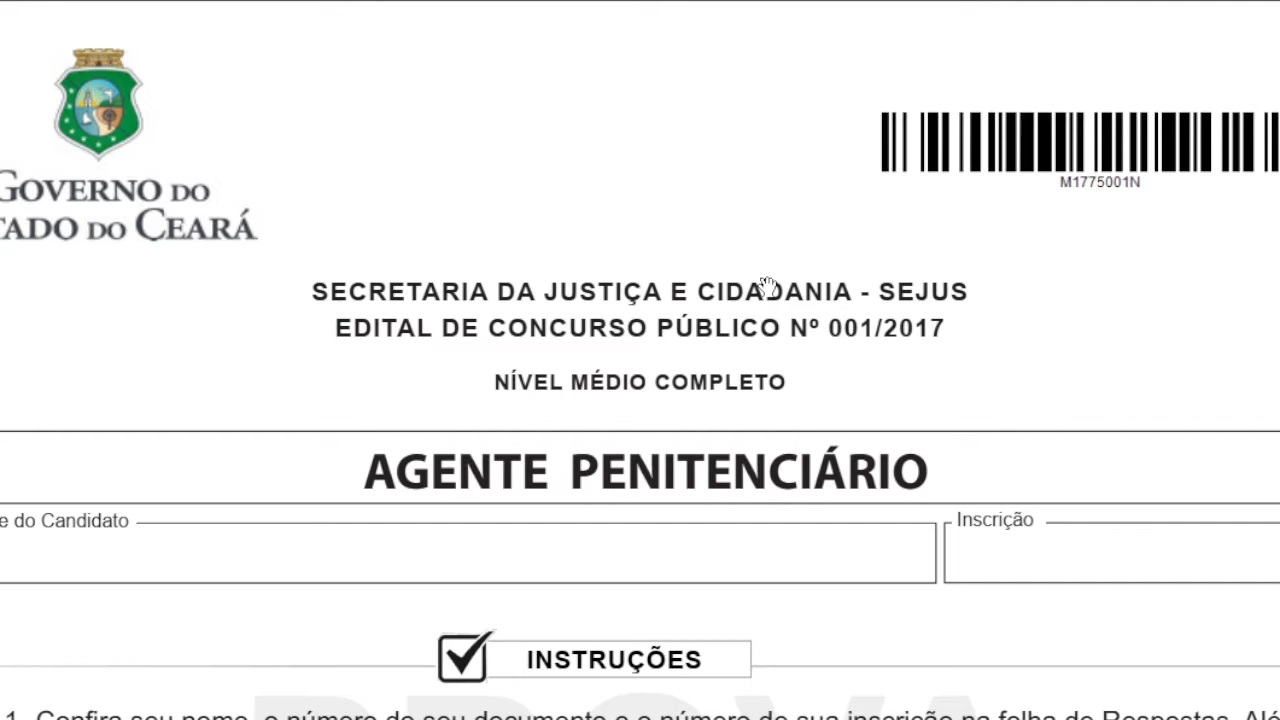 GOVERNO DO
TADO DO CEARÁ
M1775001N
SECRETARIA DA JUSTIÇA E CIDADANIA - SEJUS
EDITAL DE CONCURSO PÚBLICO Nº 001/2017
NÍVEL MÉDIO COMPLETO
AGENTE PENITENCIÁRIO
e do Candidato
Inscrição
INSTRUÇÕES
PROVA
1. Confira seu nome, o número do seu documento e o número de sua inscrição na folha de Respostas. Alé